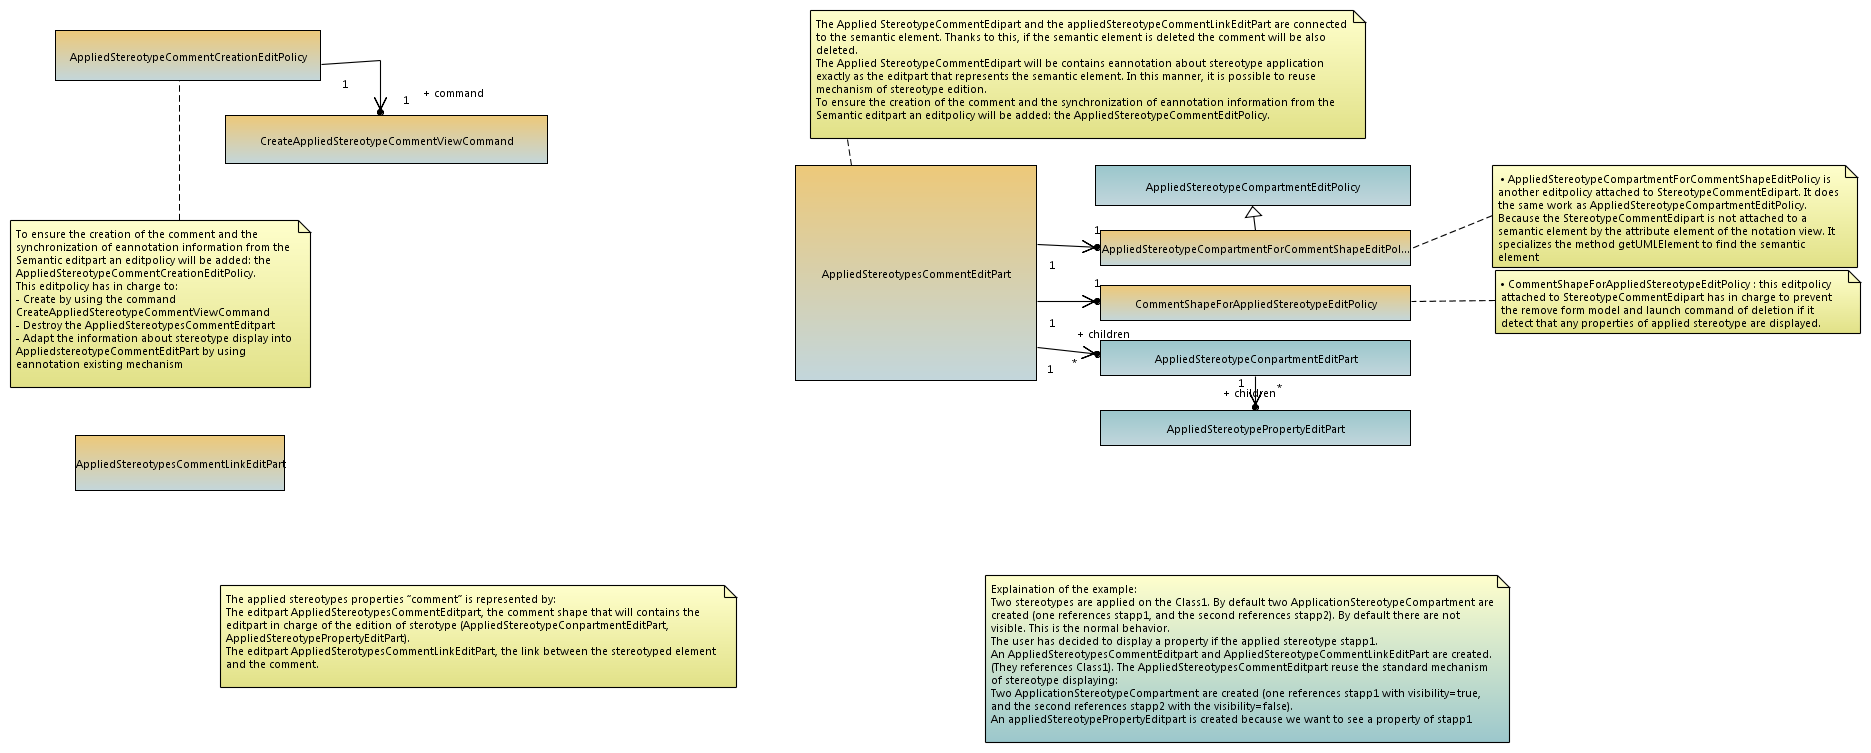 AppliedStereotypeCommentCreationEditPolicy
1
1
+ command
CreateAppliedStereotypeCommentViewCommand
To ensure the creation of the comment and the
synchronization of eannotation information from the
Semantic editpart an editpolicy will be added: the
AppliedStereotypeCommentCreationEditPolicy.
This editpolicy has in charge to:
- Create by using the command
CreateAppliedStereotypeCommentViewCommand
- Destroy the AppliedStereotypesCommentEditpart
- Adapt the information about stereotype display into
AppliedstereotypeCommentEditPart by using
eannotation existing mechanism
AppliedStereotypesCommentLinkEditPart
The Applied StereotypeCommentEdipart and the appliedStereotypeCommentLinkEditPart are connected
to the semantic element. Thanks to this, if the semantic element is deleted the comment will be also
deleted.
The Applied StereotypeCommentEdipart will be contains eannotation about stereotype application
exactly as the editpart that represents the semantic element. In this manner, it is possible to reuse
mechanism of stereotype edition.
To ensure the creation of the comment and the synchronization of eannotation information from the
Semantic editpart an editpolicy will be added: the AppliedStereotypeCommentEditPolicy.
AppliedStereotypesCommentEditPart
AppliedStereotypeCompartmentEditPolicy
1
AppliedStereotypeCompartmentForCommentShapeEditPol...
1
1
CommentShapeForAppliedStereotypeEditPolicy
1
+ children
*
1
AppliedStereotypeConpartmentEditPart
1
*
+ children
AppliedStereotypePropertyEditPart
• AppliedStereotypeCompartmentForCommentShapeEditPolicy is
another editpolicy attached to StereotypeCommentEdipart. It does
the same work as AppliedStereotypeCompartmentEditPolicy.
Because the StereotypeCommentEdipart is not attached to a
semantic element by the attribute element of the notation view. It
specializes the method getUMLElement to find the semantic
element
• CommentShapeForAppliedStereotypeEditPolicy : this editpolicy
attached to StereotypeCommentEdipart has in charge to prevent
the remove form model and launch command of deletion if it
detect that any properties of applied stereotype are displayed.
The applied stereotypes properties “comment” is represented by:
The editpart AppliedStereotypesCommentEditpart, the comment shape that will contains the
editpart in charge of the edition of sterotype (AppliedStereotypeConpartmentEditPart,
AppliedStereotypePropertyEditPart).
The editpart AppliedSterotypesCommentLinkEditPart, the link between the stereotyped element
and the comment.
Explaination of the example:
Two stereotypes are applied on the Class1. By default two ApplicationStereotypeCompartment are
created (one references stapp1, and the second references stapp2). By default there are not
visible. This is the normal behavior.
The user has decided to display a property if the applied stereotype stapp1.
An AppliedStereotypesCommentEditpart and AppliedStereotypeCommentLinkEditPart are created.
(They references Class1). The AppliedStereotypesCommentEditpart reuse the standard mechanism
of stereotype displaying:
Two ApplicationStereotypeCompartment are created (one references stapp1 with visibility=true,
and the second references stapp2 with the visibility=false).
An appliedStereotypePropertyEditpart is created because we want to see a property of stapp1